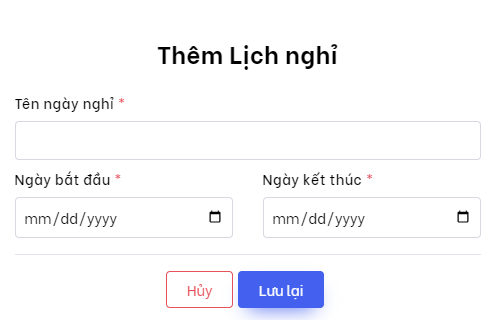 Thêm Lịch nghỉ
Tên ngày nghỉ *
Ngày bắt đầu * Ngày kết thúc *
mm/dd/yyyy mm/dd/yyyy
Hủy Lưu lại